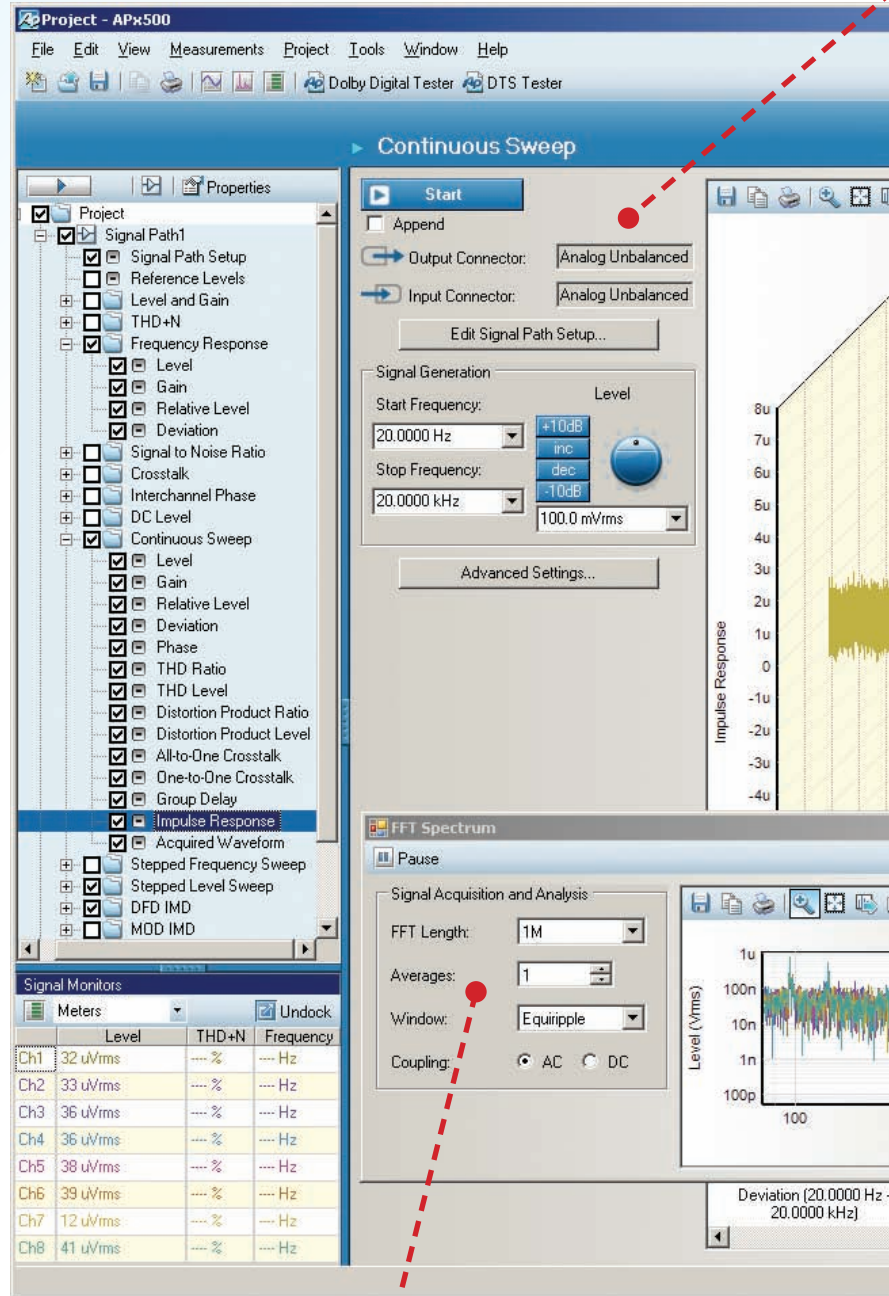 Project - APx500
File Edit View Measurements Project Tools Window Help
Dolby Digital Tester DTS Tester
Continuous Sweep
Properties
Project
Signal Path1
Signal Path Setup
Reference Levels
Level and Gain
THD+N
Frequency Response
Level
Gain
Relative Level
Deviation
Signal to Noise Ratio
Crosstalk
Interchannel Phase
DC Level
Continuous Sweep
Level
Gain
Relative Level
Deviation
Phase
THD Ratio
THD Level
Distortion Product Ratio
Distortion Product Level
All-to-One Crosstalk
One-to-One Crosstalk
Group Delay
Impulse Response
Acquired Waveform
Stepped Frequency Sweep
Stepped Level Sweep
DFD IMD
MOD IMD
Signal Monitors
Meters Undock
Level THD+N Frequency
Ch1 32 uVrms ---- % ---- Hz
Ch2 33 uVrms ---- % ---- Hz
Ch3 36 uVrms ---- % ---- Hz
Ch4 36 uVrms ---- % ---- Hz
Ch5 38 uVrms ---- % ---- Hz
Ch6 39 uVrms ---- % ---- Hz
Ch7 12 uVrms ---- % ---- Hz
Ch8 41 uVrms ---- % ---- Hz
Start
Append
Output Connector: Analog Unbalanced
Input Connector: Analog Unbalanced
Edit Signal Path Setup...
Signal Generation
Start Frequency:
20.0000 Hz
Stop Frequency:
20.0000 kHz
Level
+10dB
inc
dec
-10dB
100.0 mVrms
Advanced Settings...
Impulse Response
8u
7u
6u
5u
4u
3u
2u
1u
0
-1u
-2u
-3u
-4u
FFT Spectrum
Pause
Signal Acquisition and Analysis
FFT Length: 1M
Averages: 1
Window: Equiripple
Coupling: AC DC
Level (Vrms)
1u
100n
10n
1n
100p
100
Deviation (20.0000 Hz -
20.0000 kHz)